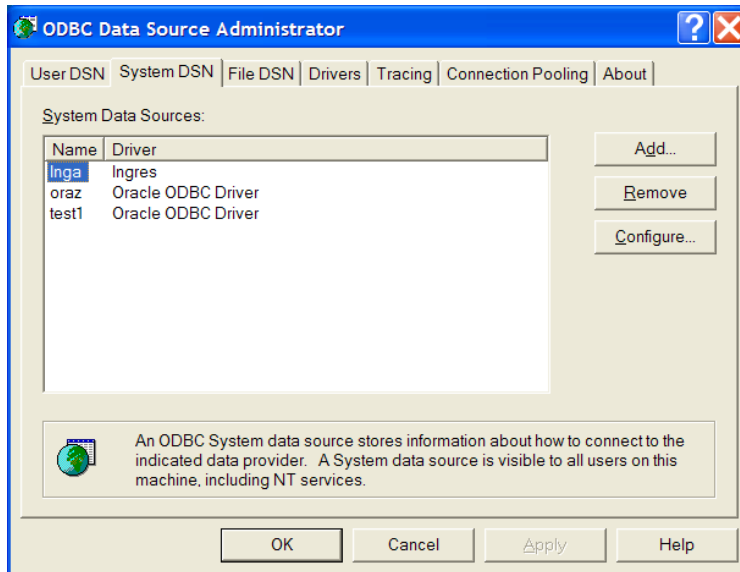 ODBC Data Source Administrator
User DSN System DSN File DSN Drivers Tracing Connection Pooling About
System Data Sources:
Name Driver
Inga Ingres
oraz Oracle ODBC Driver
test1 Oracle ODBC Driver
Add...
Remove
Configure...
An ODBC System data source stores information about how to connect to the
indicated data provider. A System data source is visible to all users on this
machine, including NT services.
OK Cancel Apply Help